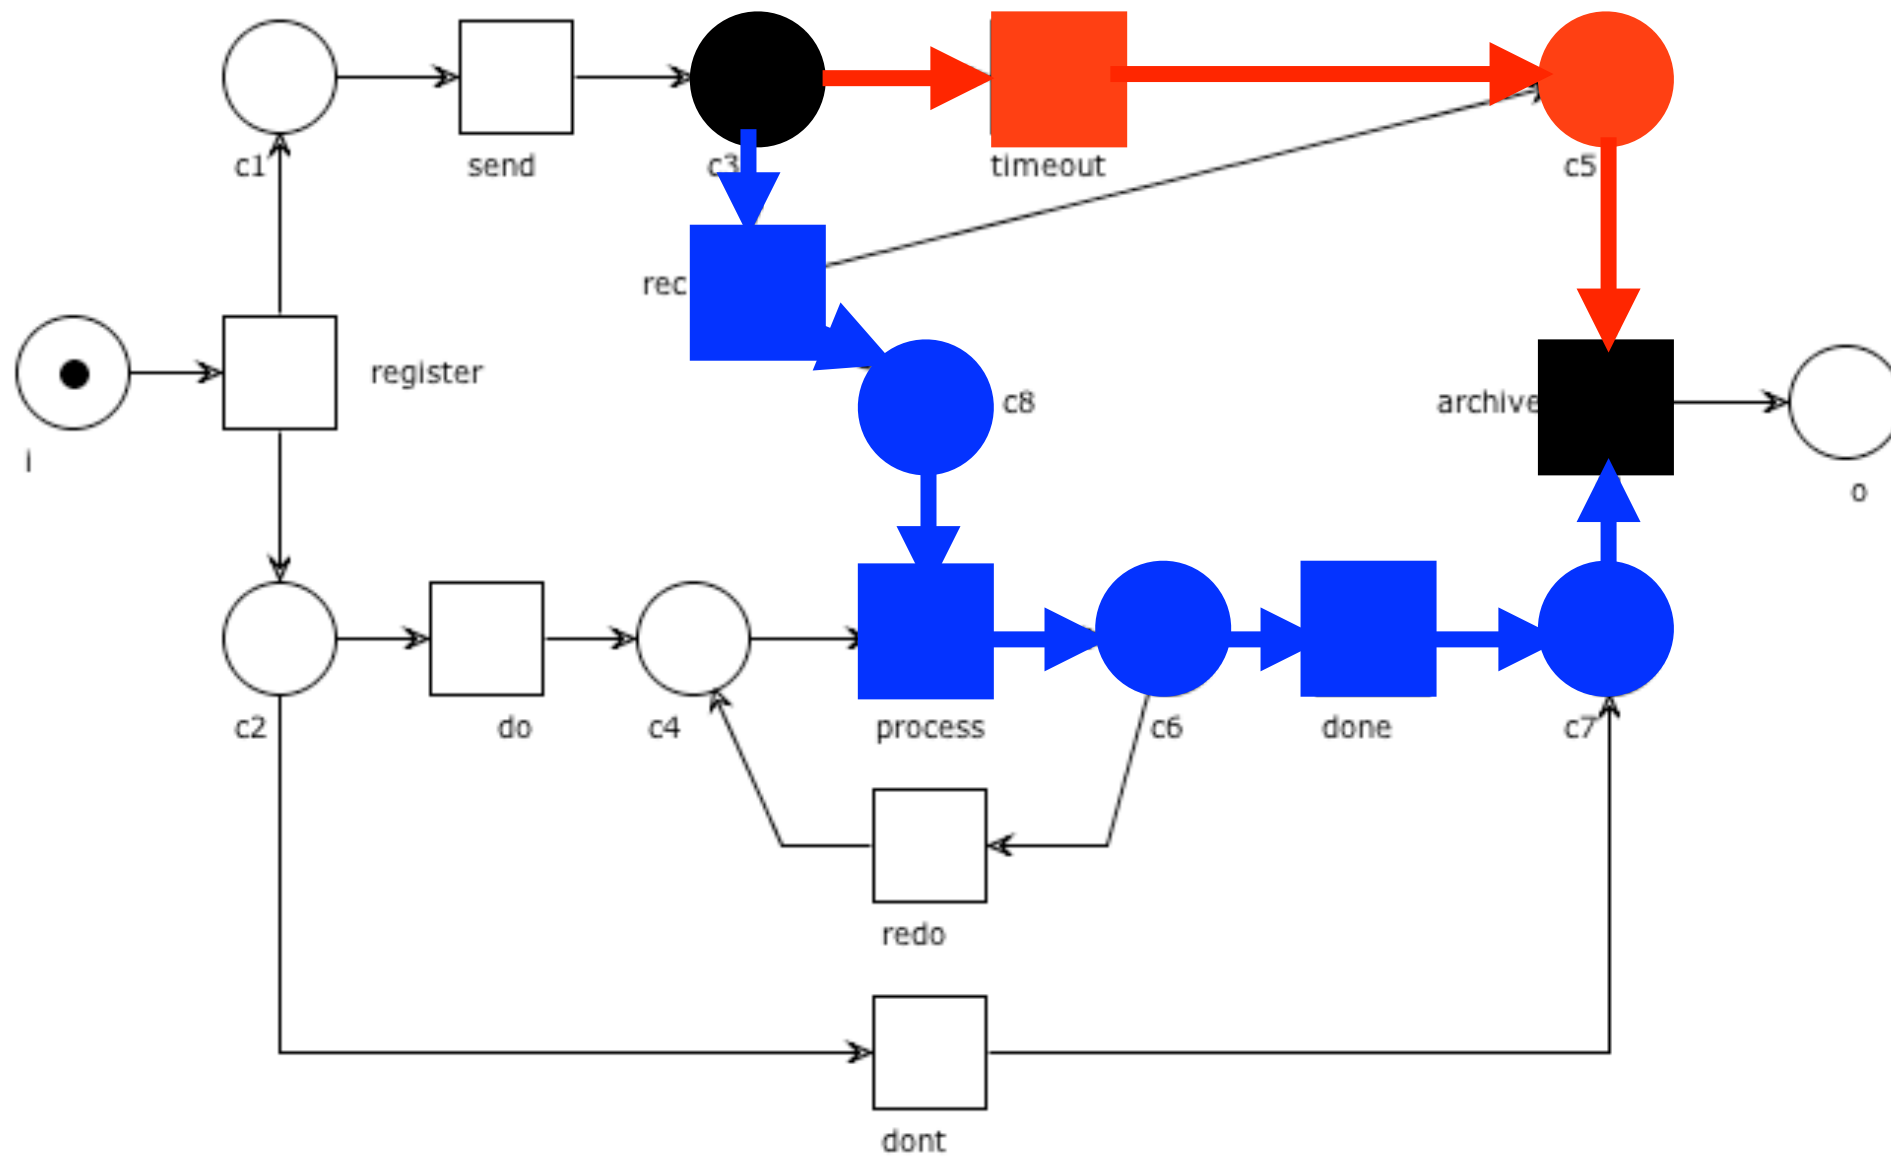 c1
send
c3
timeout
c5
rec
register
c8
archive
i
o
c2
do
c4
process
c6
done
c7
redo
dont